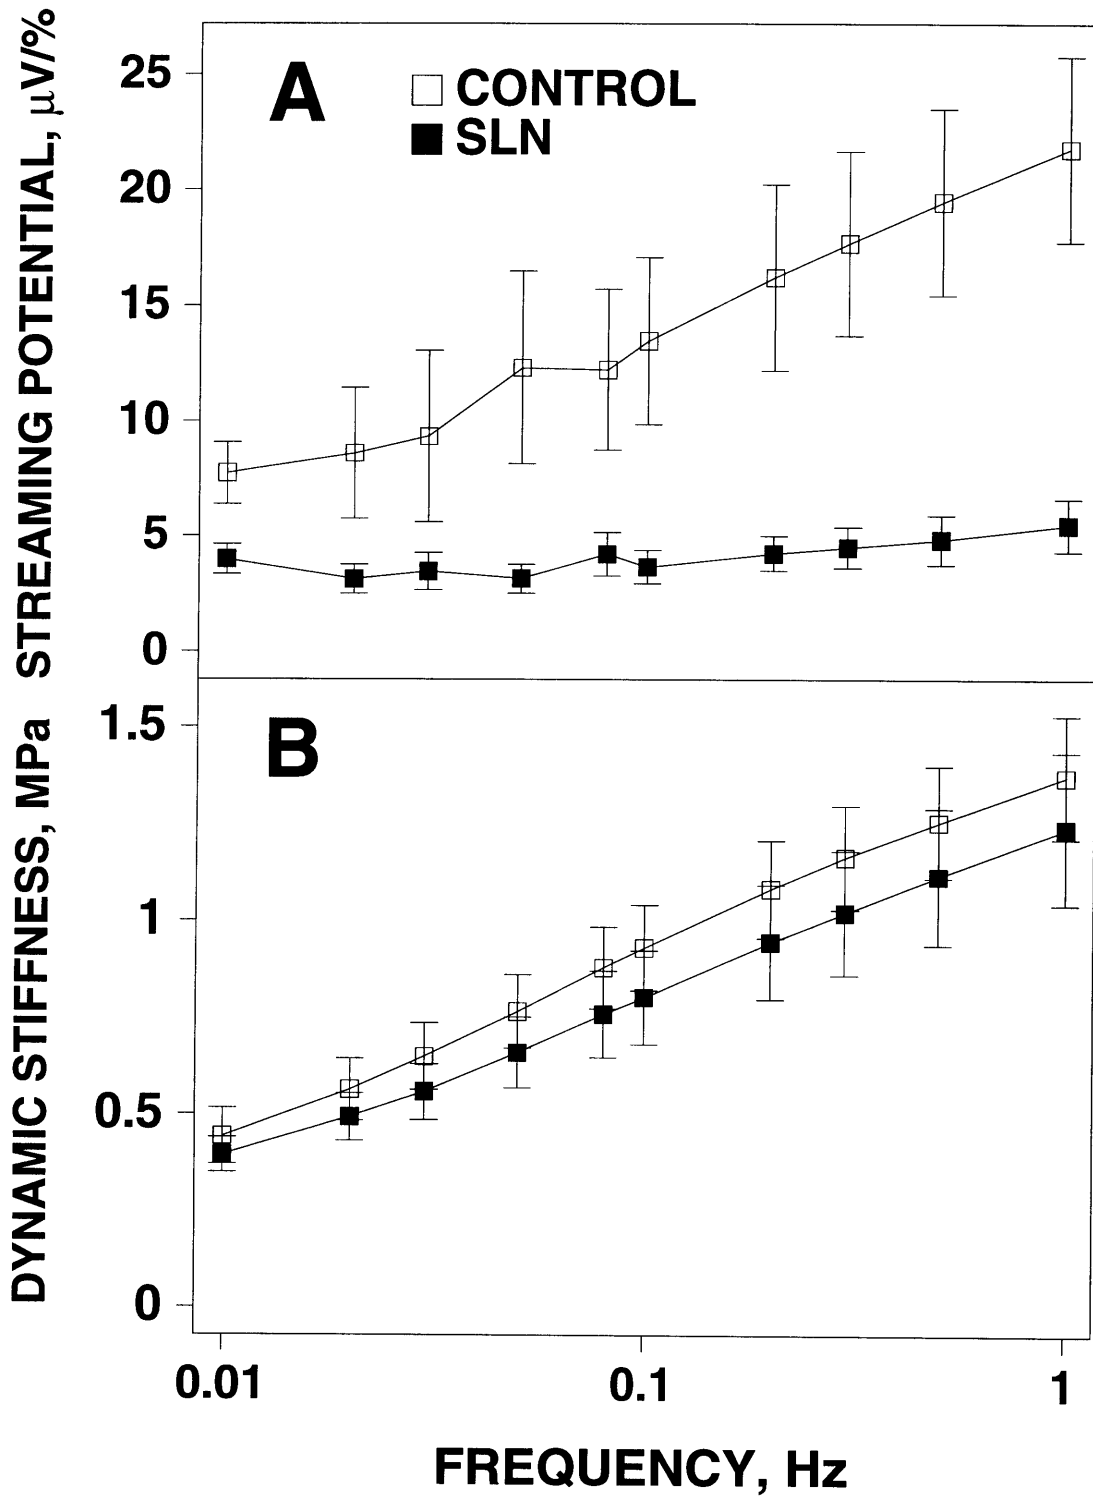 STREAMING POTENTIAL, μV/%
25
20
15
10
5
0
A
CONTROL
SLN
DYNAMIC STIFFNESS, MPa
1.5
1
0.5
0
B
0.01 0.1 1
FREQUENCY, Hz